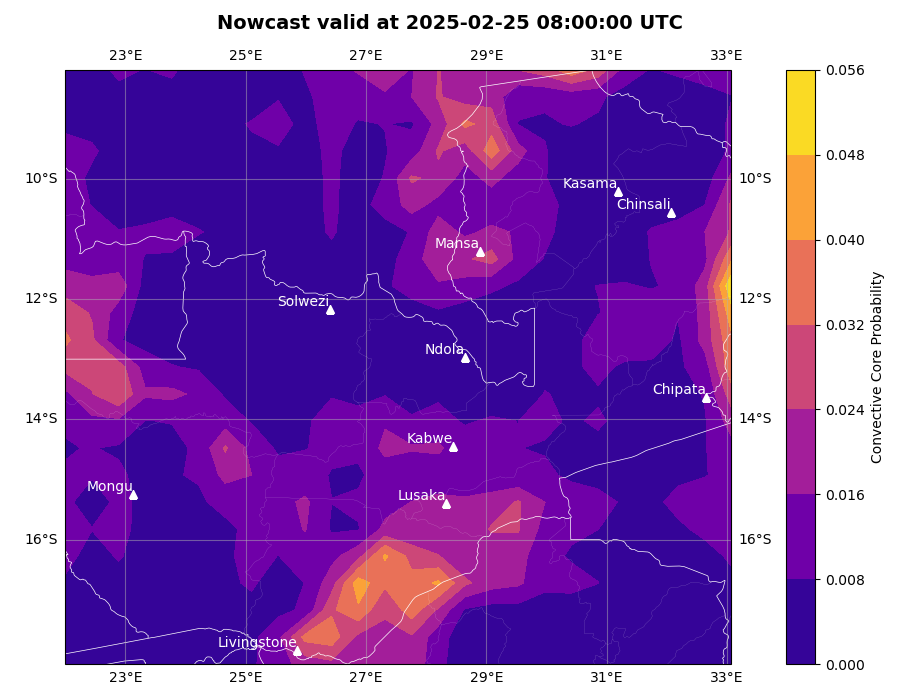 Nowcast valid at 2025-02-25 08:00:00 UTC
23°E 25°E 27°E 29°E 31°E 33°E
0.056
0.048
0.040
0.032
0.024
0.016
0.008
0.000
Convective Core Probability
10°S 10°S
12°S 12°S
14°S 14°S
16°S 16°S
Kasama
Chinsali
Mansa
Solwezi
Ndola
Chipata
Kabwe
Mongu
Lusaka
Livingstone
23°E 25°E 27°E 29°E 31°E 33°E